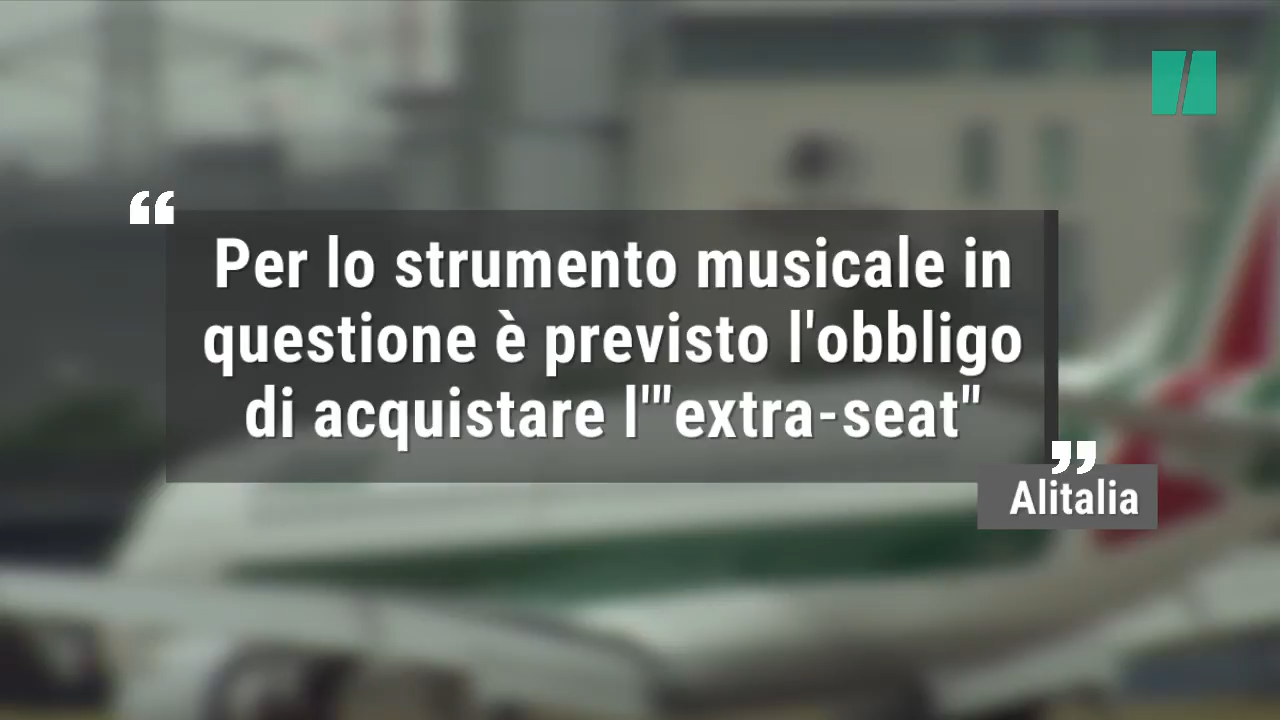 “
Per lo strumento musicale in
questione è previsto l'obbligo
di acquistare l'"extra-seat"
”
Alitalia